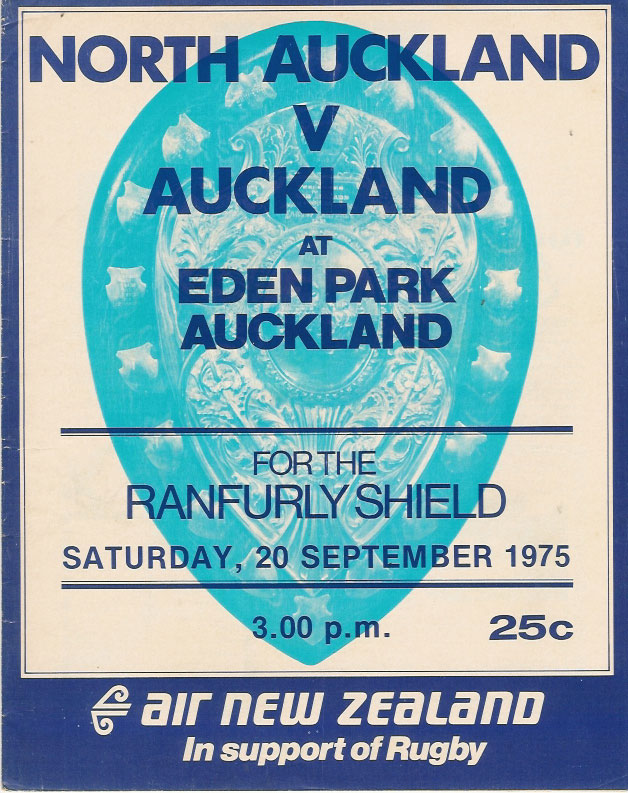 NORTH AUCKLAND
V
AUCKLAND
AT
EDEN PARK
AUCKLAND
FOR THE
RANFURLY SHIELD
SATURDAY, 20 SEPTEMBER 1975
3.00 p.m.
25c
air new zealand
In support of Rugby